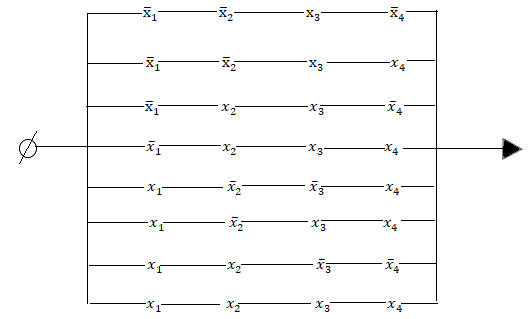 x̄₁ x̄₂ x₃ x̄₄
x̄₁ x̄₂ x₃ x₄
x̄₁ x₂ x₃ x̄₄
x̄₁ x₂ x₃ x₄
x₁ x̄₂ x̄₃ x₄
x₁ x̄₂ x₃ x₄
x₁ x₂ x̄₃ x̄₄
x₁ x₂ x₃ x₄